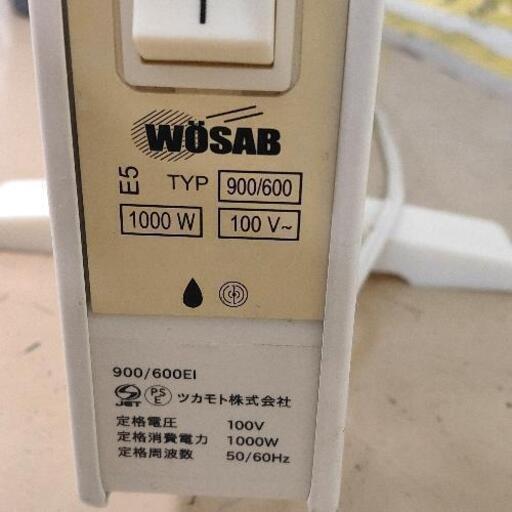 WÖSAB
E5 TYP 900/600
1000 W 100 V~
900/600EI
JET PSE ツカモト株式会社
定格電圧 100V
定格消費電力 1000W
定格周波数 50/60Hz